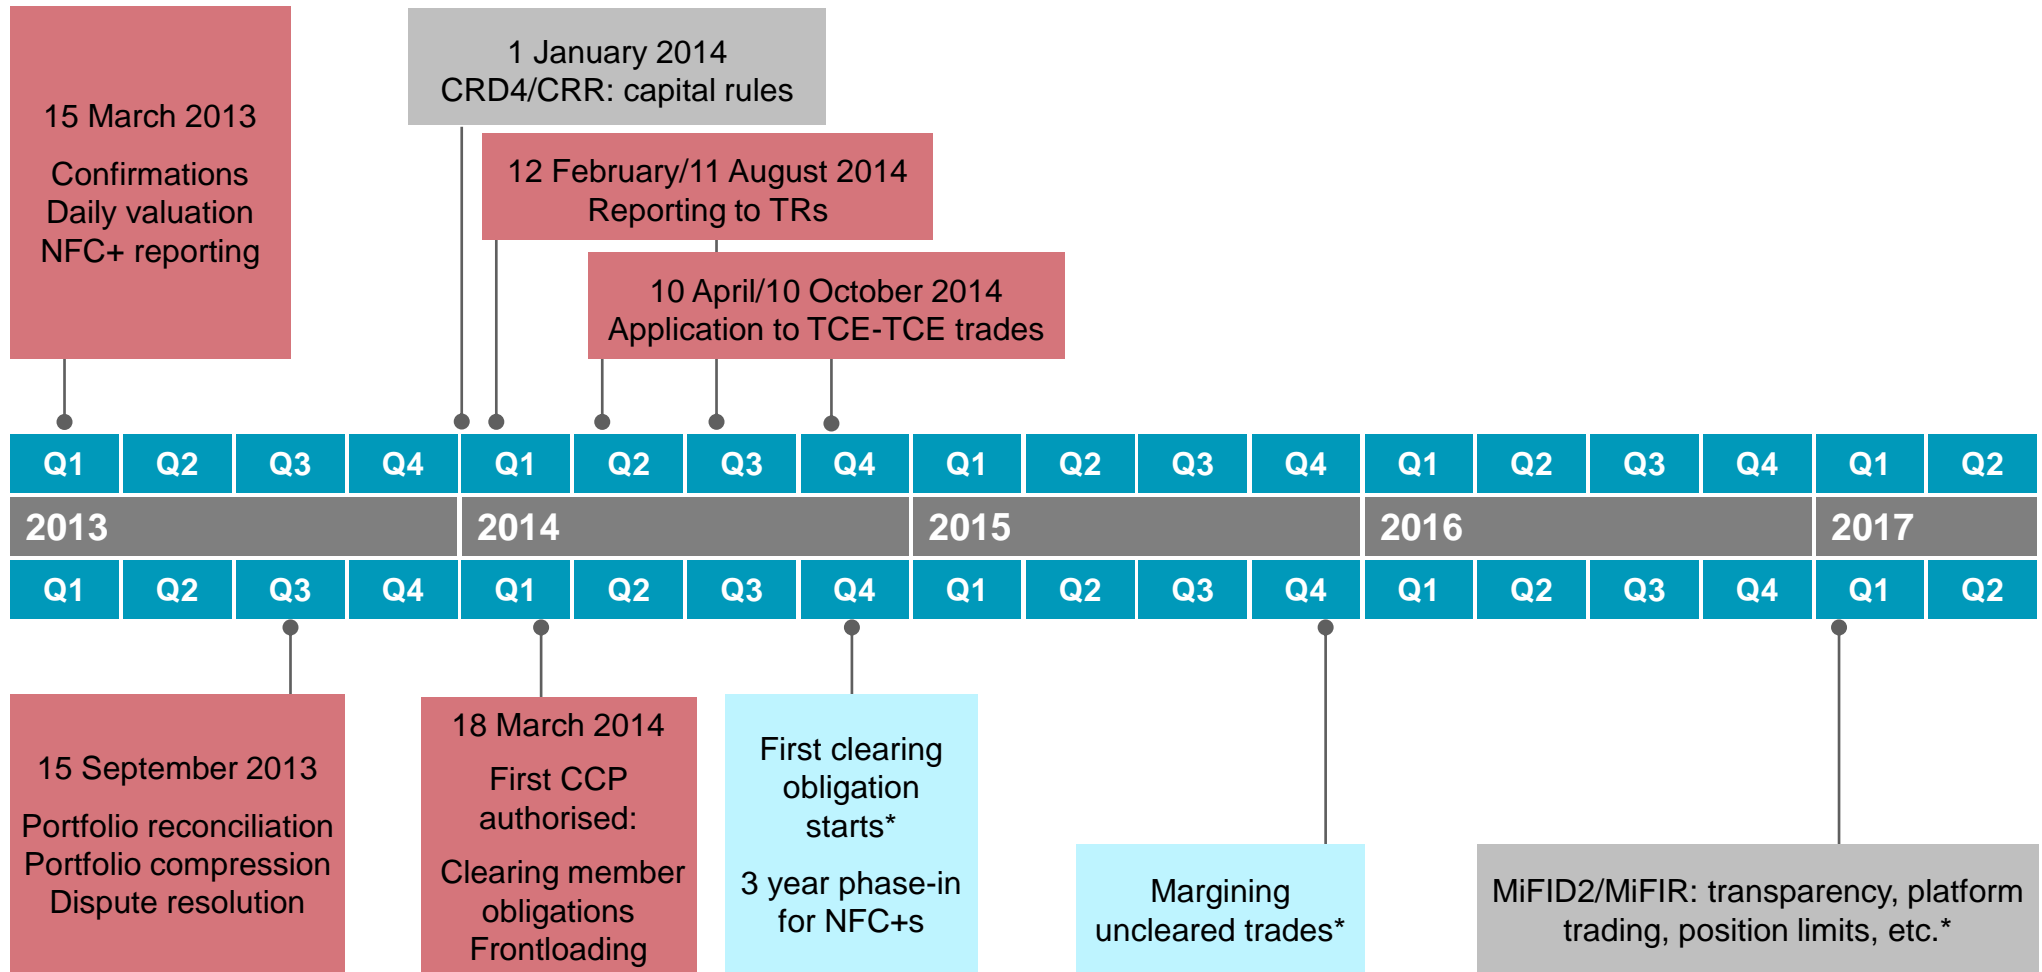 15 March 2013
Confirmations
Daily valuation
NFC+ reporting
1 January 2014
CRD4/CRR: capital rules
12 February/11 August 2014
Reporting to TRs
10 April/10 October 2014
Application to TCE-TCE trades
Q1 Q2 Q3 Q4 Q1 Q2 Q3 Q4 Q1 Q2 Q3 Q4 Q1 Q2 Q3 Q4 Q1 Q2
2013 2014 2015 2016 2017
Q1 Q2 Q3 Q4 Q1 Q2 Q3 Q4 Q1 Q2 Q3 Q4 Q1 Q2 Q3 Q4 Q1 Q2
15 September 2013
Portfolio reconciliation
Portfolio compression
Dispute resolution
18 March 2014
First CCP
authorised:
Clearing member
obligations
Frontloading
First clearing
obligation
starts*
3 year phase-in
for NFC+s
Margining
uncleared trades*
MiFID2/MiFIR: transparency, platform
trading, position limits, etc.*